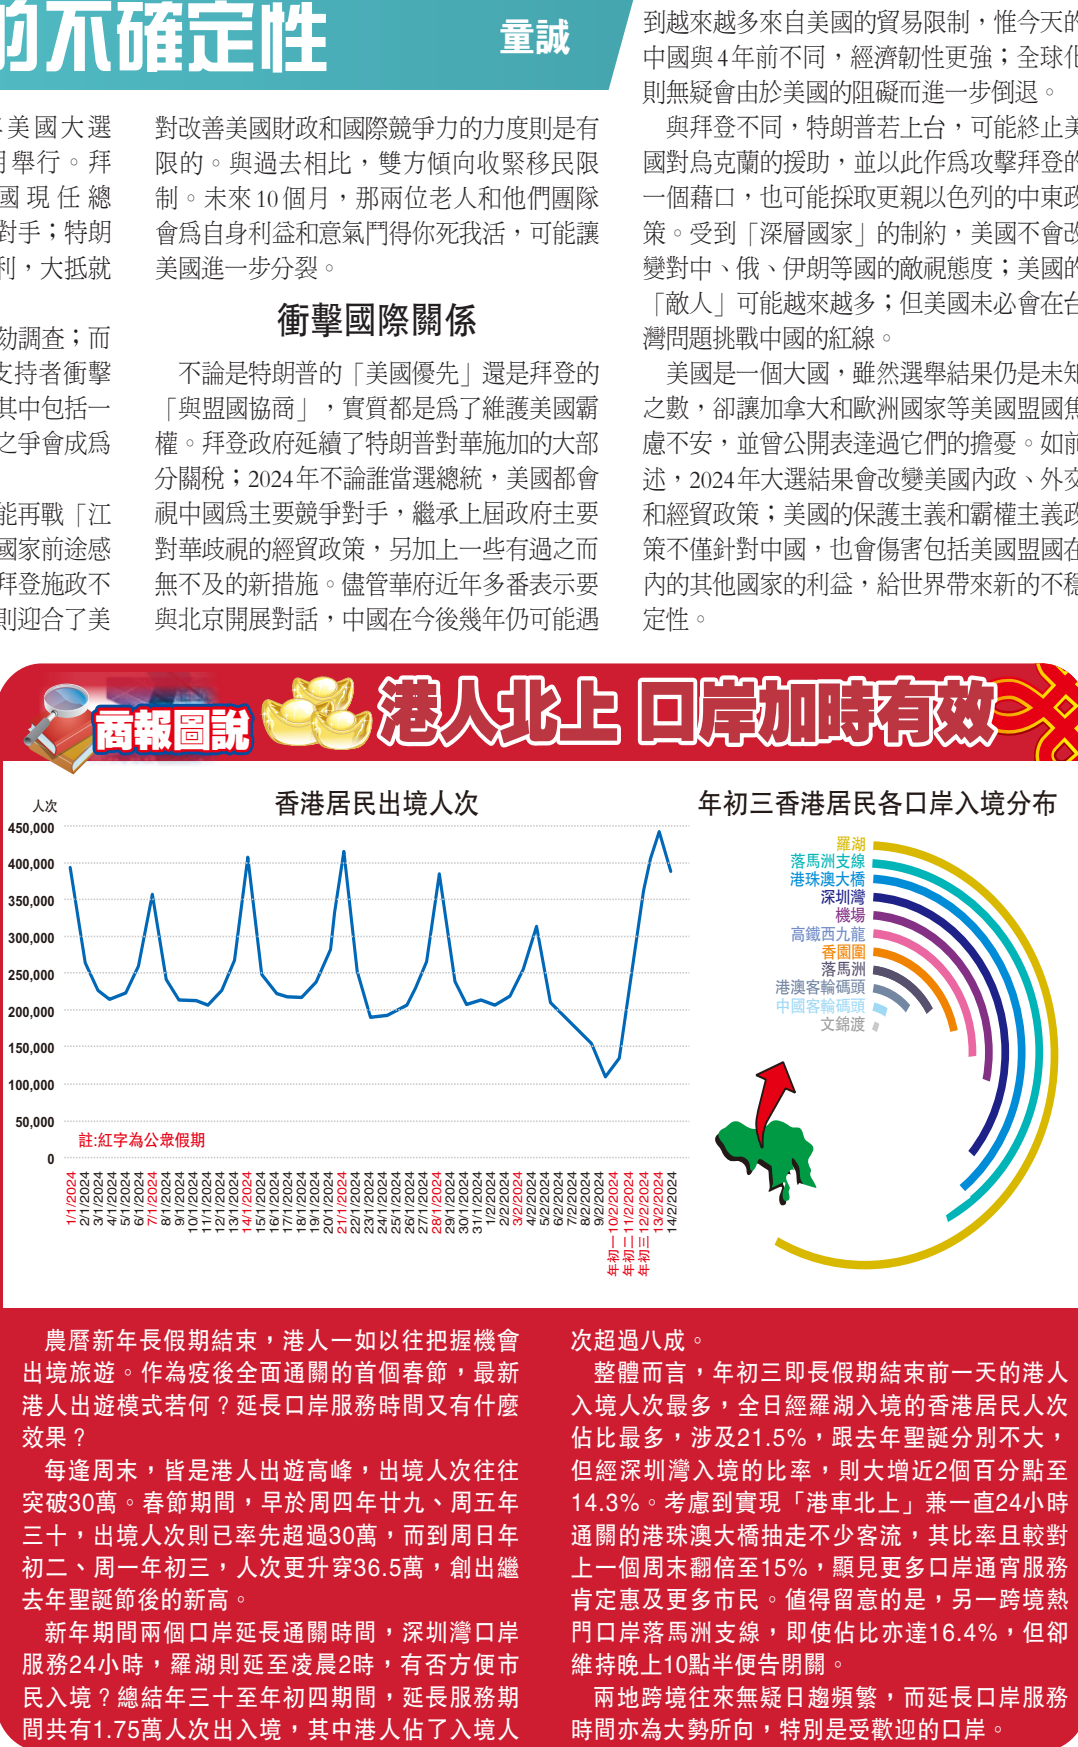 的不確定性
童誠
美國大選
舉行。拜
國現任總
對手；特朗
利，大抵就
劾調查；而
支持者衝擊
其中包括一
之爭會成為
能再戰「江
國家前途感
拜登施政不
則迎合了美
對改善美國財政和國際競爭力的力度則是有
限的。與過去相比，雙方傾向收緊移民限
制。未來10個月，那兩位老人和他們團隊
會為自身利益和意氣鬥得你死我活，可能讓
美國進一步分裂。
衝擊國際關係
不論是特朗普的「美國優先」還是拜登的
「與盟國協商」，實質都是為了維護美國霸
權。拜登政府延續了特朗普對華施加的大部
分關稅；2024年不論誰當選總統，美國都會
視中國為主要競爭對手，繼承上屆政府主要
對華歧視的經貿政策，另加上一些有過之而
無不及的新措施。儘管華府近年多番表示要
與北京開展對話，中國在今後幾年仍可能遇
到越來越多來自美國的貿易限制，惟今天的
中國與4年前不同，經濟韌性更強；全球化
則無疑會由於美國的阻礙而進一步倒退。
與拜登不同，特朗普若上台，可能終止美
國對烏克蘭的援助，並以此作為攻擊拜登的
一個藉口，也可能採取更親以色列的中東政
策。受到「深層國家」的制約，美國不會改
變對中、俄、伊朗等國的敵視態度；美國的
「敵人」可能越來越多；但美國未必會在台
灣問題挑戰中國的紅線。
美國是一個大國，雖然選舉結果仍是未知
之數，卻讓加拿大和歐洲國家等美國盟國焦
慮不安，並曾公開表達過它們的擔憂。如前
述，2024年大選結果會改變美國內政、外交
和經貿政策；美國的保護主義和霸權主義政
策不僅針對中國，也會傷害包括美國盟國在
內的其他國家的利益，給世界帶來新的不穩
定性。
商報圖說
港人北上 口岸加時有效
香港居民出境人次
人次
450,000
400,000
350,000
300,000
250,000
200,000
150,000
100,000
50,000
0
註:紅字為公眾假期
1/1/2024
2/1/2024
3/1/2024
4/1/2024
5/1/2024
6/1/2024
7/1/2024
8/1/2024
9/1/2024
10/1/2024
11/1/2024
12/1/2024
13/1/2024
14/1/2024
15/1/2024
16/1/2024
17/1/2024
18/1/2024
19/1/2024
20/1/2024
21/1/2024
22/1/2024
23/1/2024
24/1/2024
25/1/2024
26/1/2024
27/1/2024
28/1/2024
29/1/2024
30/1/2024
31/1/2024
1/2/2024
2/2/2024
3/2/2024
4/2/2024
5/2/2024
6/2/2024
7/2/2024
8/2/2024
9/2/2024
年初一 10/2/2024
年初二 11/2/2024
年初三 12/2/2024
13/2/2024
14/2/2024
年初三香港居民各口岸入境分布
羅湖
落馬洲支線
港珠澳大橋
深圳灣
機場
高鐵西九龍
香園圍
落馬洲
港澳客輪碼頭
中國客輪碼頭
文錦渡
農曆新年長假期結束，港人一如以往把握機會
出境旅遊。作為疫後全面通關的首個春節，最新
港人出遊模式若何？延長口岸服務時間又有什麼
效果？
每逢周末，皆是港人出遊高峰，出境人次往往
突破30萬。春節期間，早於周四年廿九、周五年
三十，出境人次則已率先超過30萬，而到周日年
初二、周一年初三，人次更升穿36.5萬，創出繼
去年聖誕節後的新高。
新年期間兩個口岸延長通關時間，深圳灣口岸
服務24小時，羅湖則延至凌晨2時，有否方便市
民入境？總結年三十至年初四期間，延長服務期
間共有1.75萬人次出入境，其中港人佔了入境人
次超過八成。
整體而言，年初三即長假期結束前一天的港人
入境人次最多，全日經羅湖入境的香港居民人次
佔比最多，涉及21.5%，跟去年聖誕分別不大，
但經深圳灣入境的比率，則大增近2個百分點至
14.3%。考慮到實現「港車北上」兼一直24小時
通關的港珠澳大橋抽走不少客流，其比率且較對
上一個周末翻倍至15%，顯見更多口岸通宵服務
肯定惠及更多市民。值得留意的是，另一跨境熱
門口岸落馬洲支線，即使佔比亦達16.4%，但卻
維持晚上10點半便告閉關。
兩地跨境往來無疑日趨頻繁，而延長口岸服務
時間亦為大勢所向，特別是受歡迎的口岸。